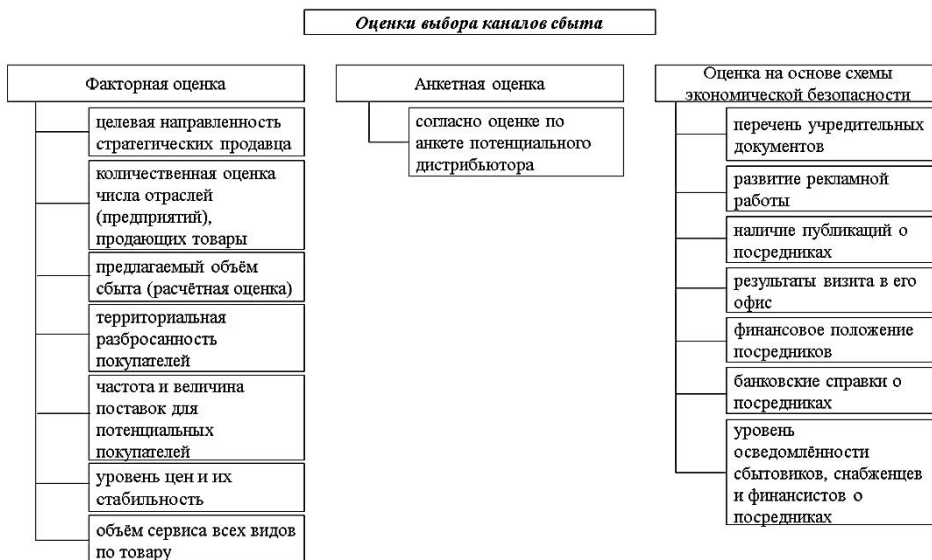 Оценки выбора каналов сбыта
Факторная оценка
целевая направленность
стратегических продавца
количественная оценка
числа отраслей
(предприятий),
продающих товары
предлагаемый объём
сбыта (расчётная оценка)
территориальная
разбросанность
покупателей
частота и величина
поставок для
потенциальных
покупателей
уровень цен и их
стабильность
объём сервиса всех видов
по товару
Анкетная оценка
согласно оценке по
анкете потенциального
дистрибьютора
Оценка на основе схемы
экономической безопасности
перечень учредительных
документов
развитие рекламной
работы
наличие публикаций о
посредниках
результаты визита в его
офис
финансовое положение
посредников
банковские справки о
посредниках
уровень
осведомлённости
сбытовиков, снабженцев
и финансистов о
посредниках